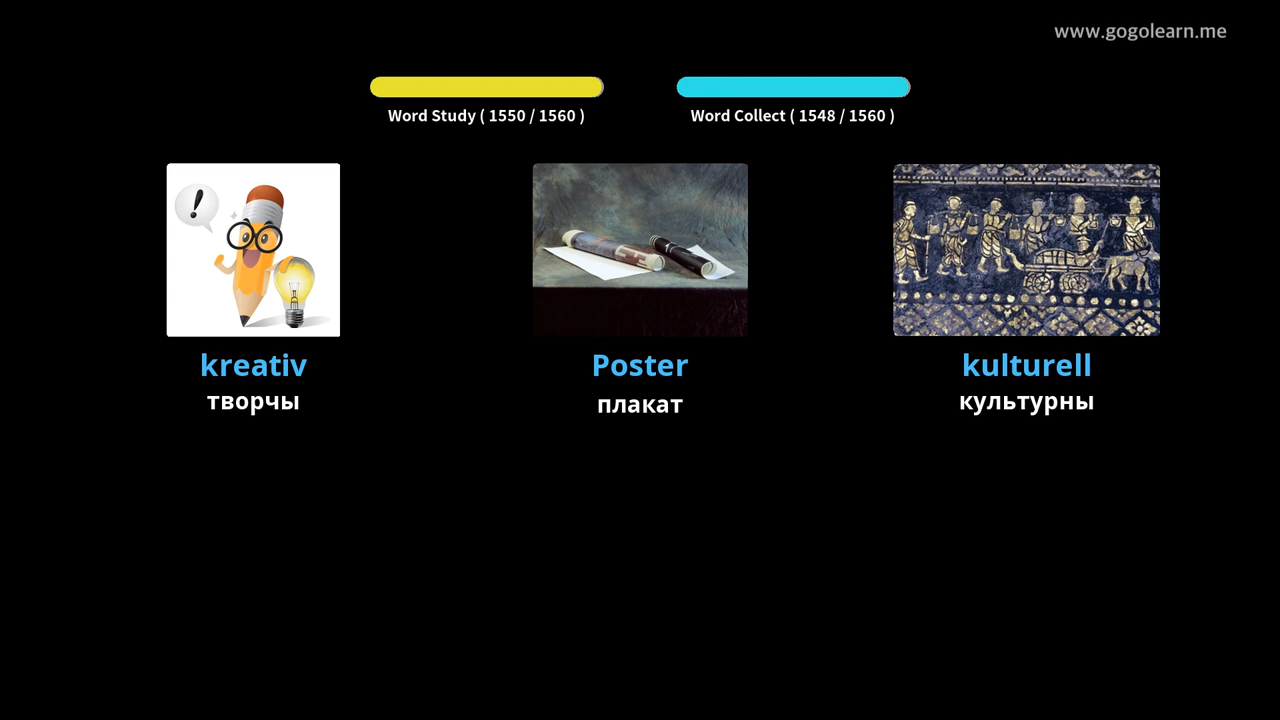 www.gogolearn.me
Word Study ( 1550 / 1560 )
Word Collect ( 1548 / 1560 )
!
kreativ
творчы
Poster
плакат
kulturell
культурны